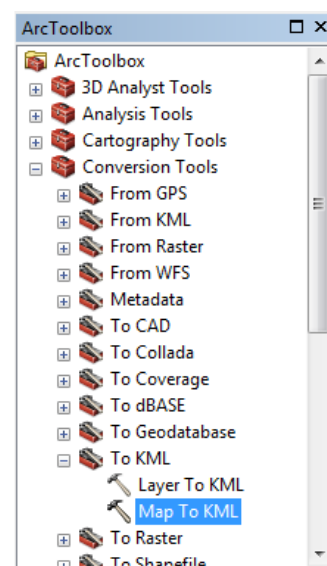 ArcToolbox
ArcToolbox
3D Analyst Tools
Analysis Tools
Cartography Tools
Conversion Tools
From GPS
From KML
From Raster
From WFS
Metadata
To CAD
To Collada
To Coverage
To dBASE
To Geodatabase
To KML
Layer To KML
Map To KML
To Raster
To Shapefile